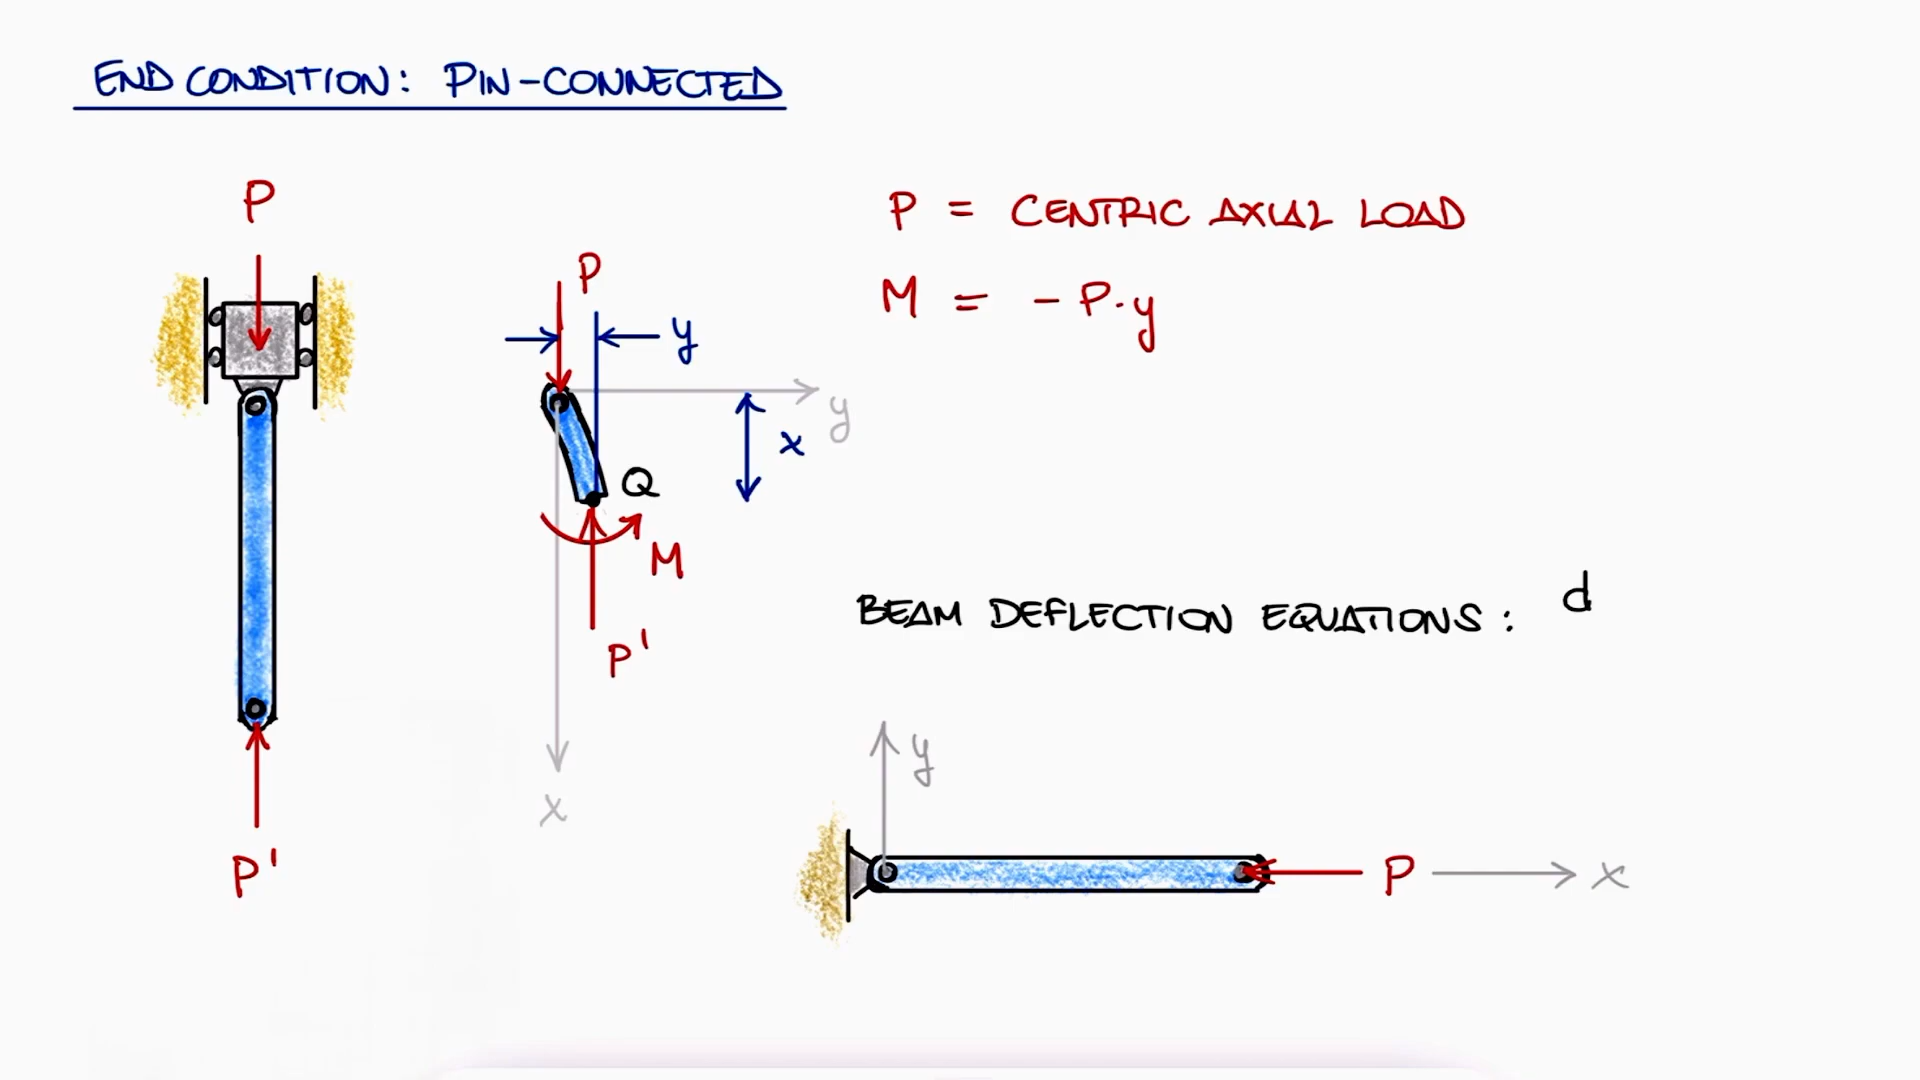 END CONDITION: PIN-CONNECTED
P
P = CENTRIC AXIAL LOAD
P
M = - P·y
y
y
x
Q
M
BEAM DEFLECTION EQUATIONS: d
P'
y
x
P'
P
x